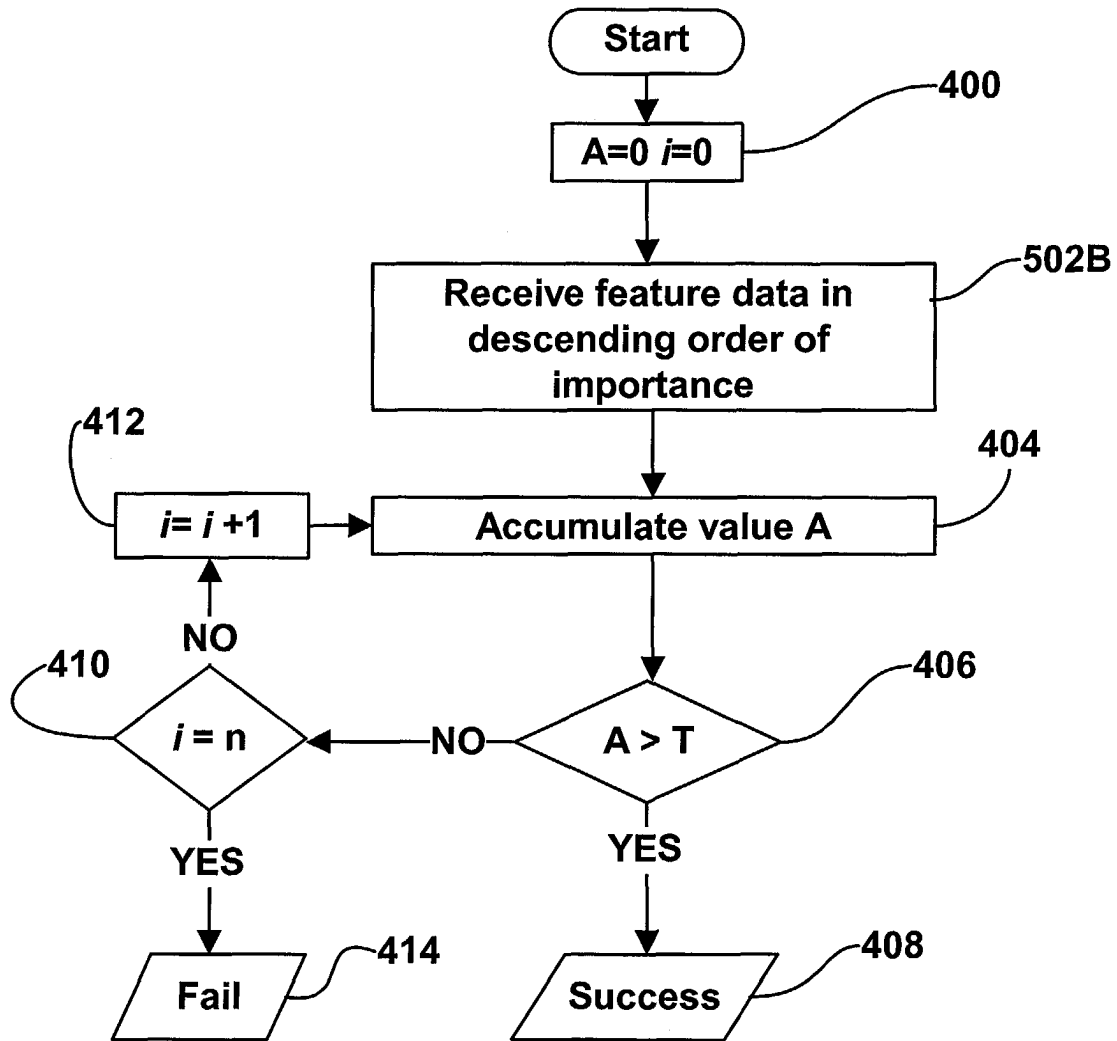 Start
400
A=0 i=0
502B
Receive feature data in
descending order of
importance
412
404
i= i +1
Accumulate value A
NO
410
406
i = n
NO
A > T
YES
YES
414
408
Fail
Success